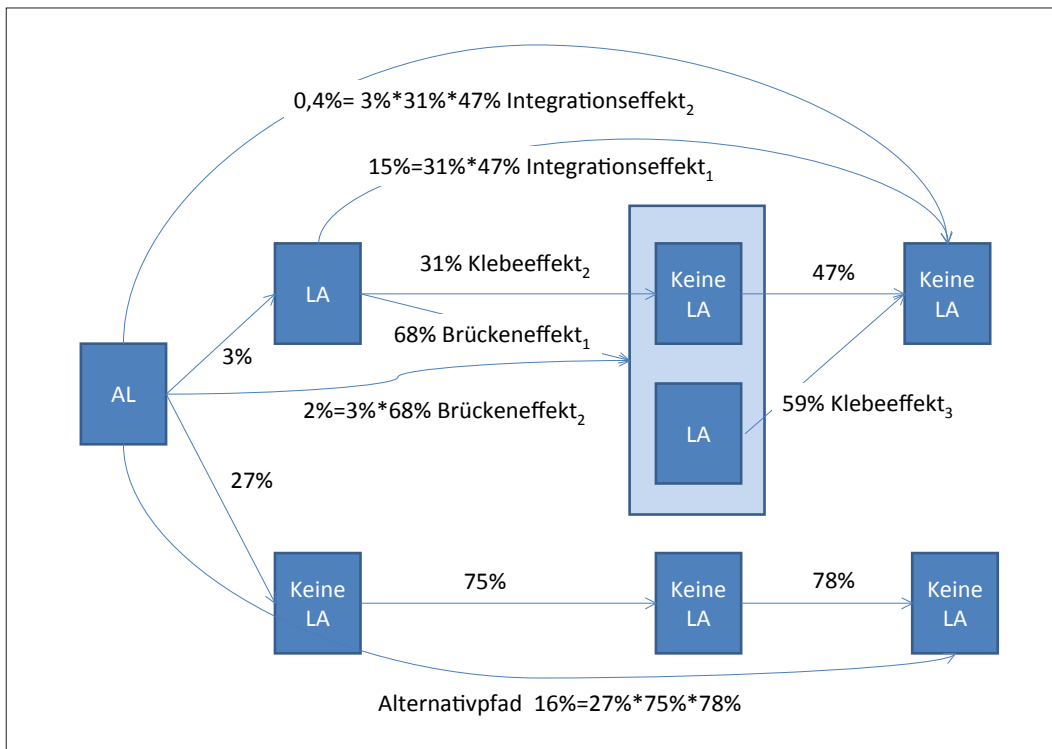 0,4%= 3%*31%*47% Integrationseffekt₂
15%=31%*47% Integrationseffekt₁
LA
31% Klebeeffekt₂
Keine
LA
47%
Keine
LA
68% Brückeneffekt₁
3%
AL
2%=3%*68% Brückeneffekt₂
LA
59% Klebeeffekt₃
27%
Keine
LA
75%
Keine
LA
78%
Keine
LA
Alternativpfad 16%=27%*75%*78%